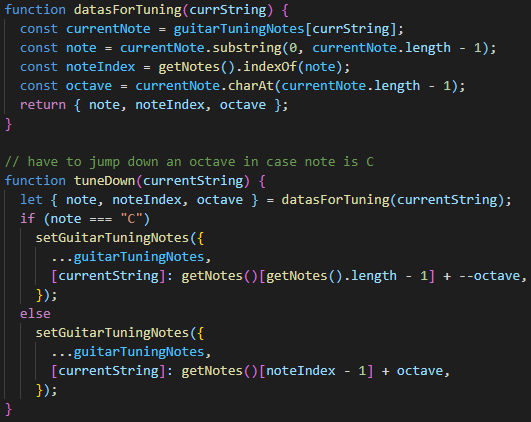 function datasForTuning(currString) {
  const currentNote = guitarTuningNotes[currString];
  const note = currentNote.substring(0, currentNote.length - 1);
  const noteIndex = getNotes().indexOf(note);
  const octave = currentNote.charAt(currentNote.length - 1);
  return { note, noteIndex, octave };
}

// have to jump down an octave in case note is C
function tuneDown(currentString) {
  let { note, noteIndex, octave } = datasForTuning(currentString);
  if (note === "C")
    setGuitarTuningNotes({
      ...guitarTuningNotes,
      [currentString]: getNotes()[getNotes().length - 1] + --octave,
    });
  else
    setGuitarTuningNotes({
      ...guitarTuningNotes,
      [currentString]: getNotes()[noteIndex - 1] + octave,
    });
}